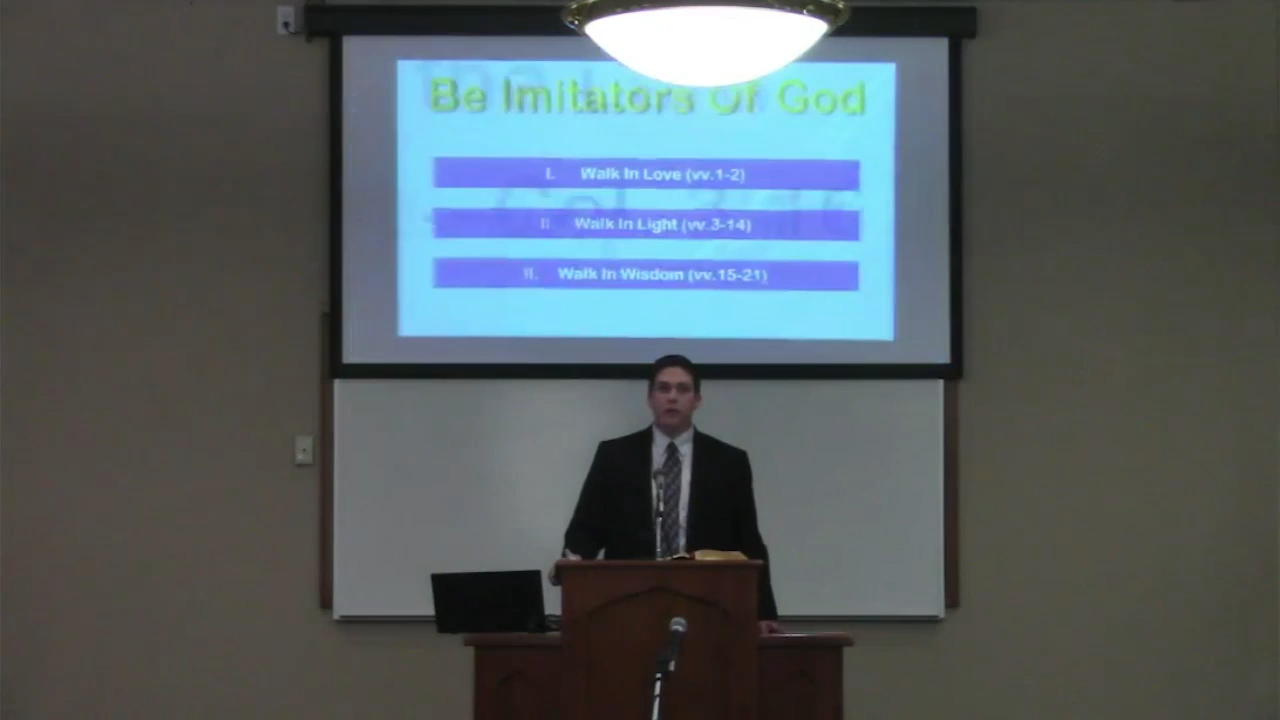 Be Imitators Of God
I. Walk In Love (vv.1-2)
II. Walk In Light (vv.3-14)
III. Walk In Wisdom (vv.15-21)